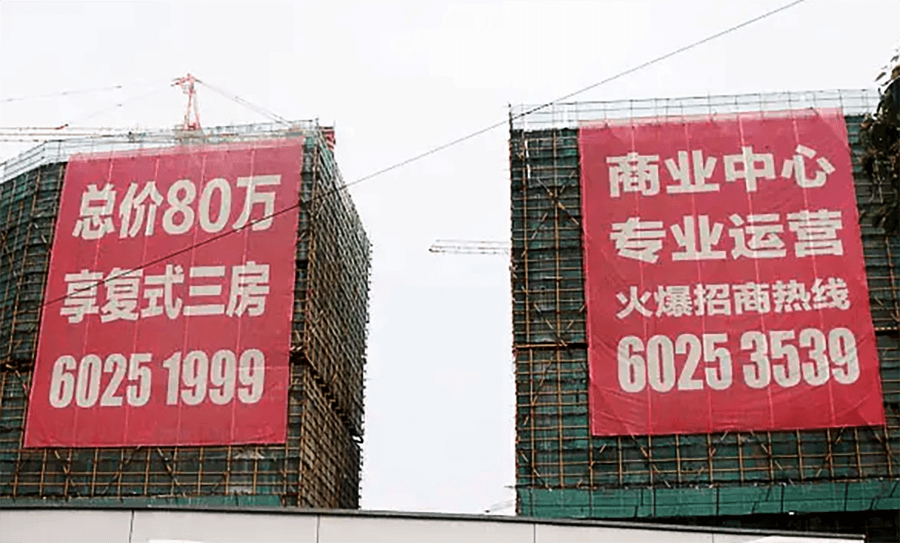 总价80万
享复式三房
6025 1999
商业中心
专业运营
火爆招商热线
6025 3539